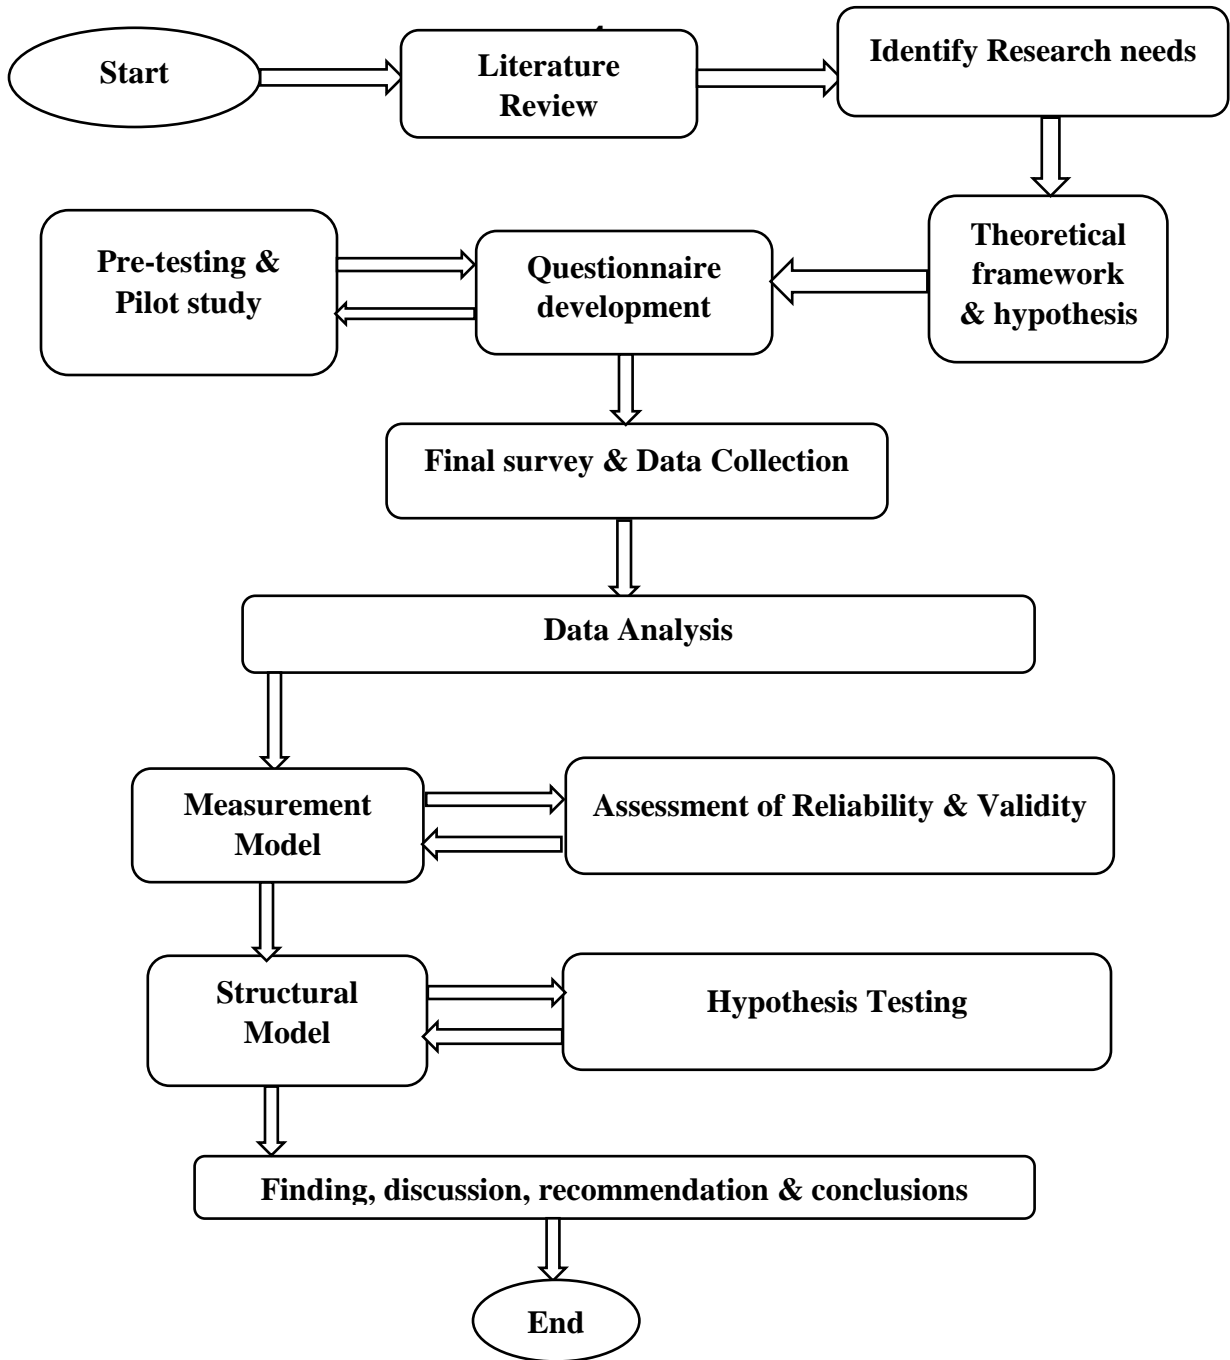 Start
Literature
Review
Identify Research needs
Theoretical
framework
& hypothesis
Questionnaire
development
Pre-testing &
Pilot study
Final survey & Data Collection
Data Analysis
Measurement
Model
Assessment of Reliability & Validity
Structural
Model
Hypothesis Testing
Finding, discussion, recommendation & conclusions
End